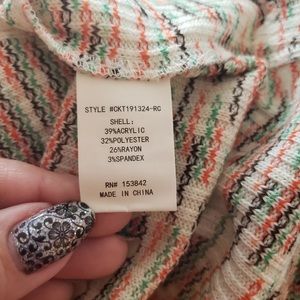 STYLE #CKT191324-RC
SHELL:
39%ACRYLIC
32%POLYESTER
26%RAYON
3%SPANDEX
RN# 153842
MADE IN CHINA